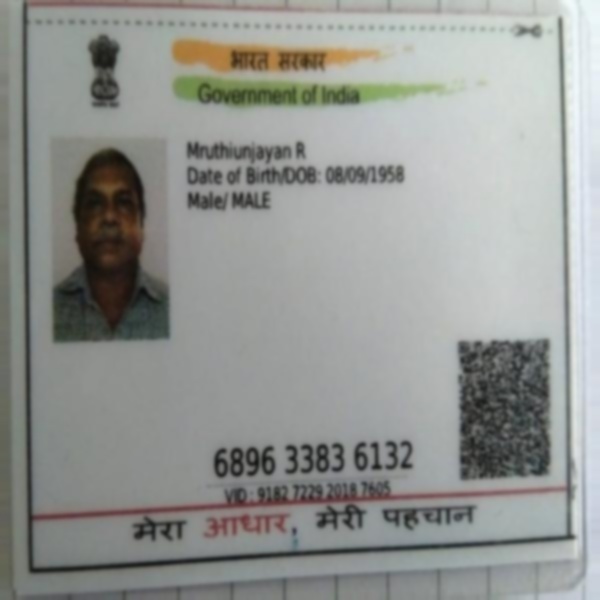 भारत सरकार
Government of India
Mruthiunjayan R
Date of Birth/DOB: 08/09/1958
Male/ MALE
6896 3383 6132
VID : 9182 7229 2018 7605
मेरा आधार, मेरी पहचान